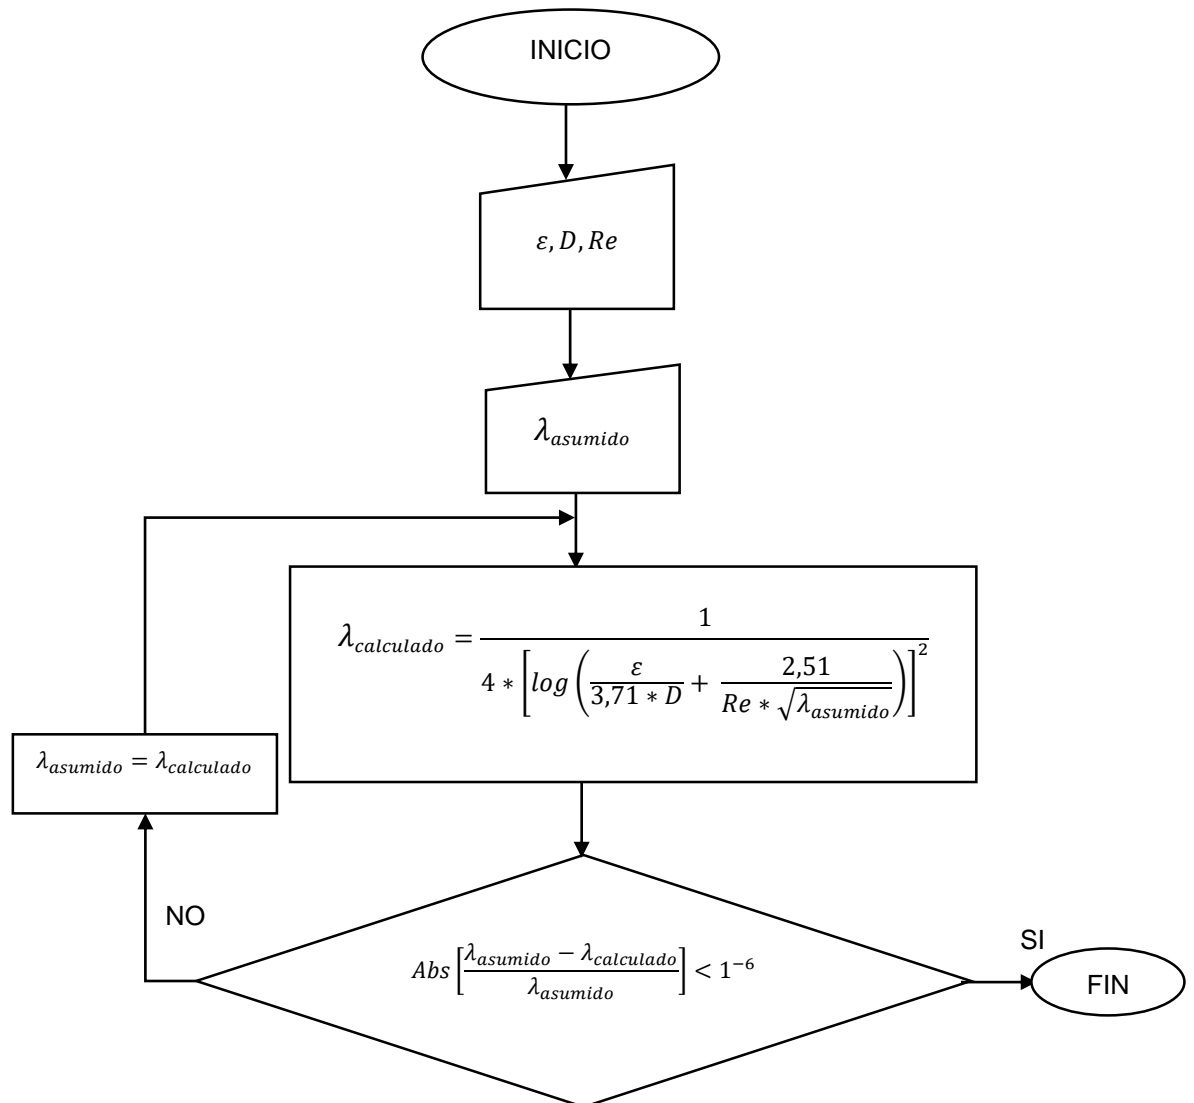 INICIO
ε, D, Re
λ_asumido
λ_calculado = 1 / (4 * [log (ε / (3,71 * D) + 2,51 / (Re * √λ_asumido))]^2)
λ_asumido = λ_calculado
NO
Abs [(λ_asumido − λ_calculado) / λ_asumido] < 1^−6
SI
FIN